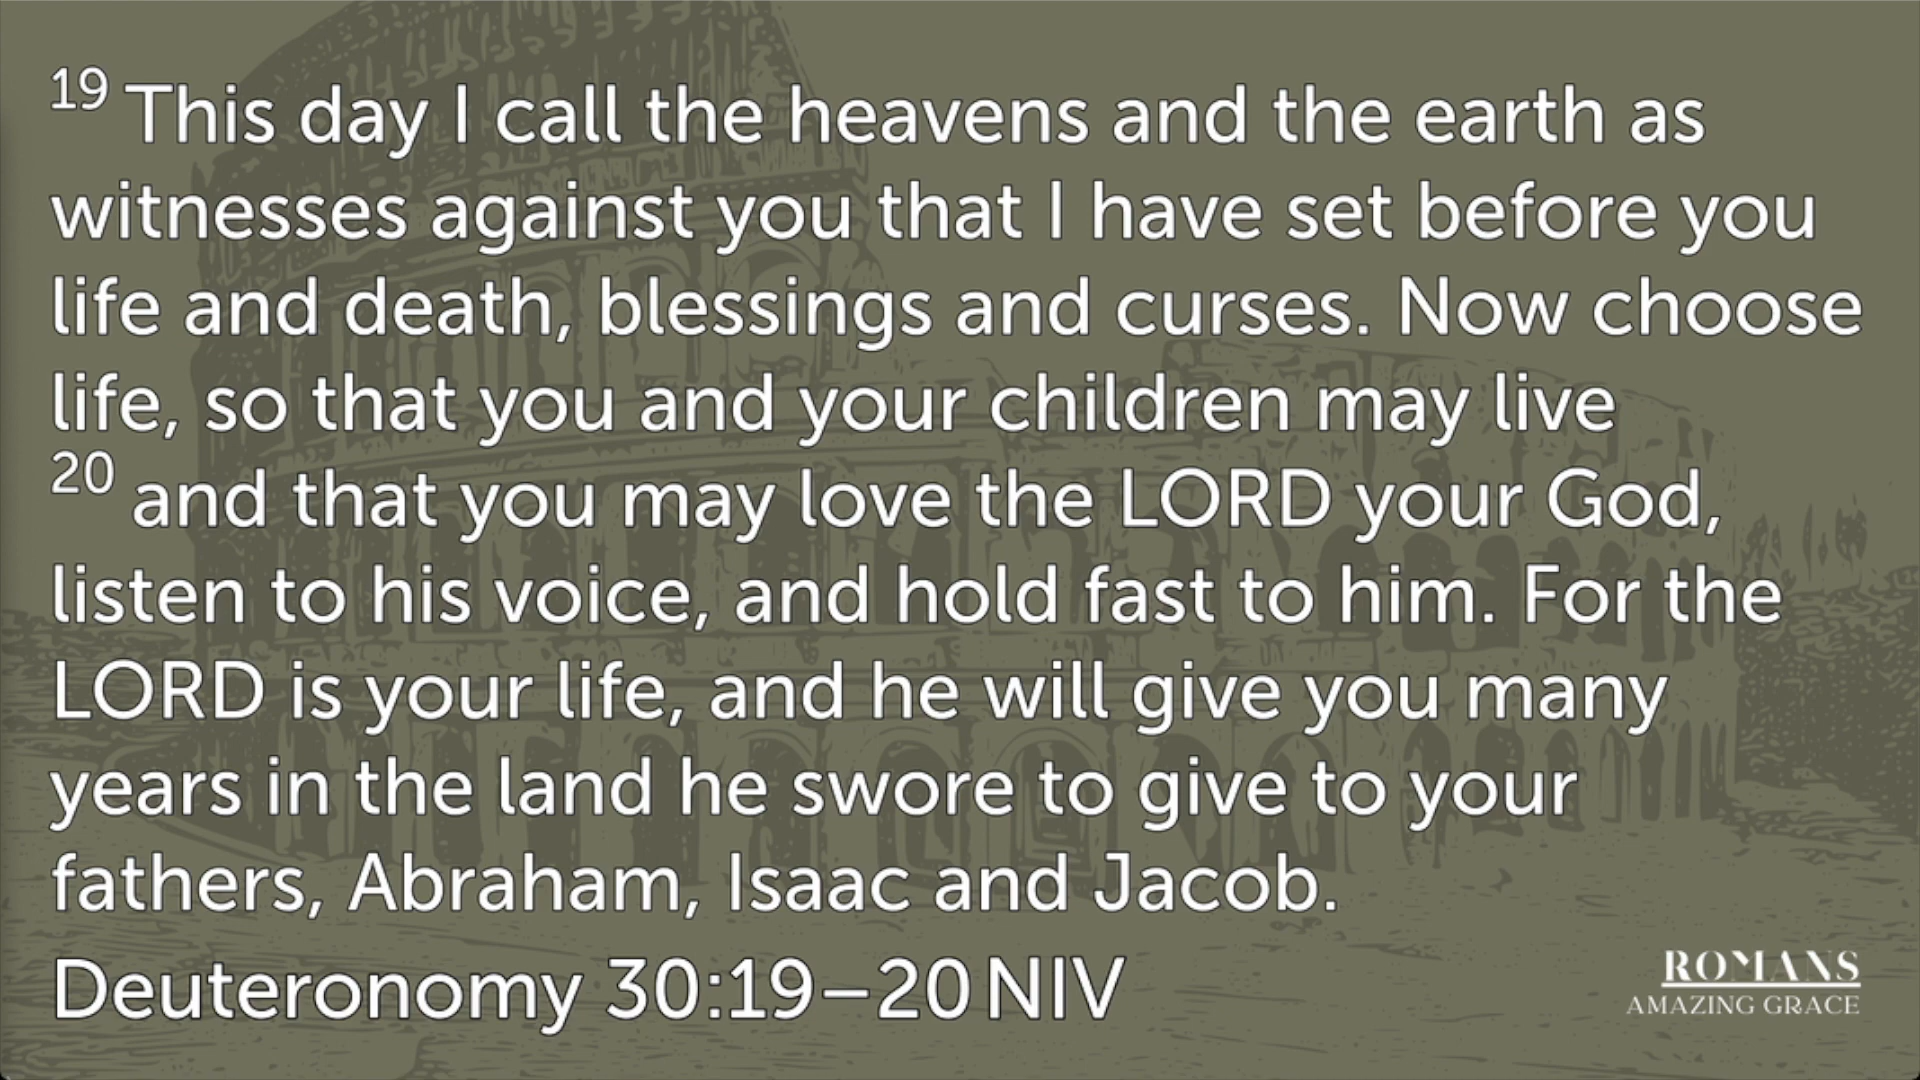 19 This day I call the heavens and the earth as
witnesses against you that I have set before you
life and death, blessings and curses. Now choose
life, so that you and your children may live
20 and that you may love the LORD your God,
listen to his voice, and hold fast to him. For the
LORD is your life, and he will give you many
years in the land he swore to give to your
fathers, Abraham, Isaac and Jacob.
Deuteronomy 30:19–20 NIV
ROMANS
AMAZING GRACE